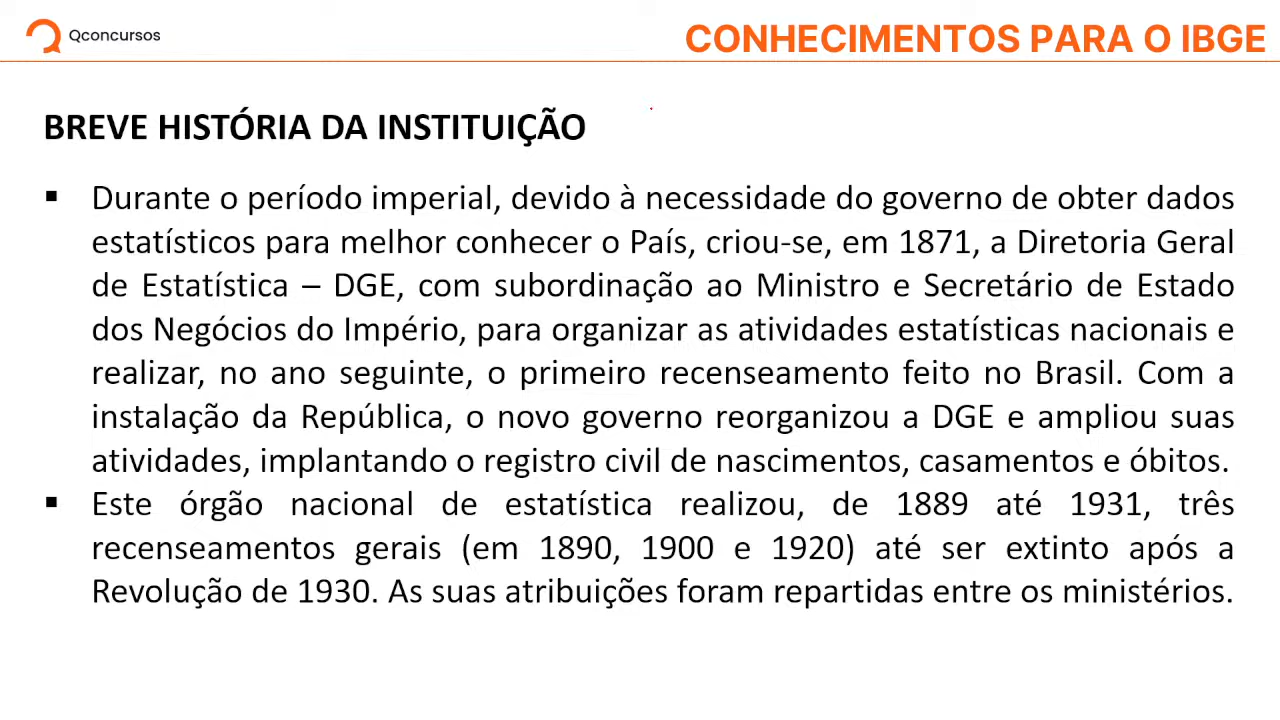 Qconcursos
CONHECIMENTOS PARA O IBGE
BREVE HISTÓRIA DA INSTITUIÇÃO
▪ Durante o período imperial, devido à necessidade do governo de obter dados
estatísticos para melhor conhecer o País, criou-se, em 1871, a Diretoria Geral
de Estatística – DGE, com subordinação ao Ministro e Secretário de Estado
dos Negócios do Império, para organizar as atividades estatísticas nacionais e
realizar, no ano seguinte, o primeiro recenseamento feito no Brasil. Com a
instalação da República, o novo governo reorganizou a DGE e ampliou suas
atividades, implantando o registro civil de nascimentos, casamentos e óbitos.
▪ Este órgão nacional de estatística realizou, de 1889 até 1931, três
recenseamentos gerais (em 1890, 1900 e 1920) até ser extinto após a
Revolução de 1930. As suas atribuições foram repartidas entre os ministérios.